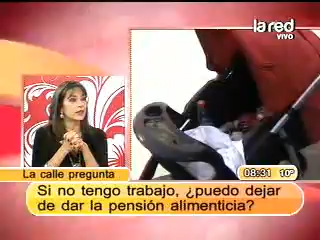 la red
VIVO
La calle pregunta
08:31 10°
Si no tengo trabajo, ¿puedo dejar
de dar la pensión alimenticia?